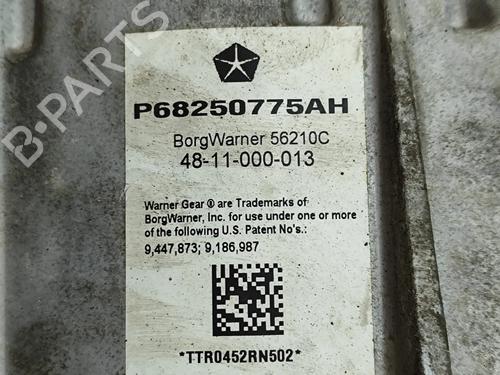 P68250775AH
BorgWarner 56210C
48-11-000-013
Warner Gear ® are Trademarks of
BorgWarner, Inc. for use under one or more
of the following U.S. Patent No's.:
9,447,873; 9,186,987
*TTR0452RN502*